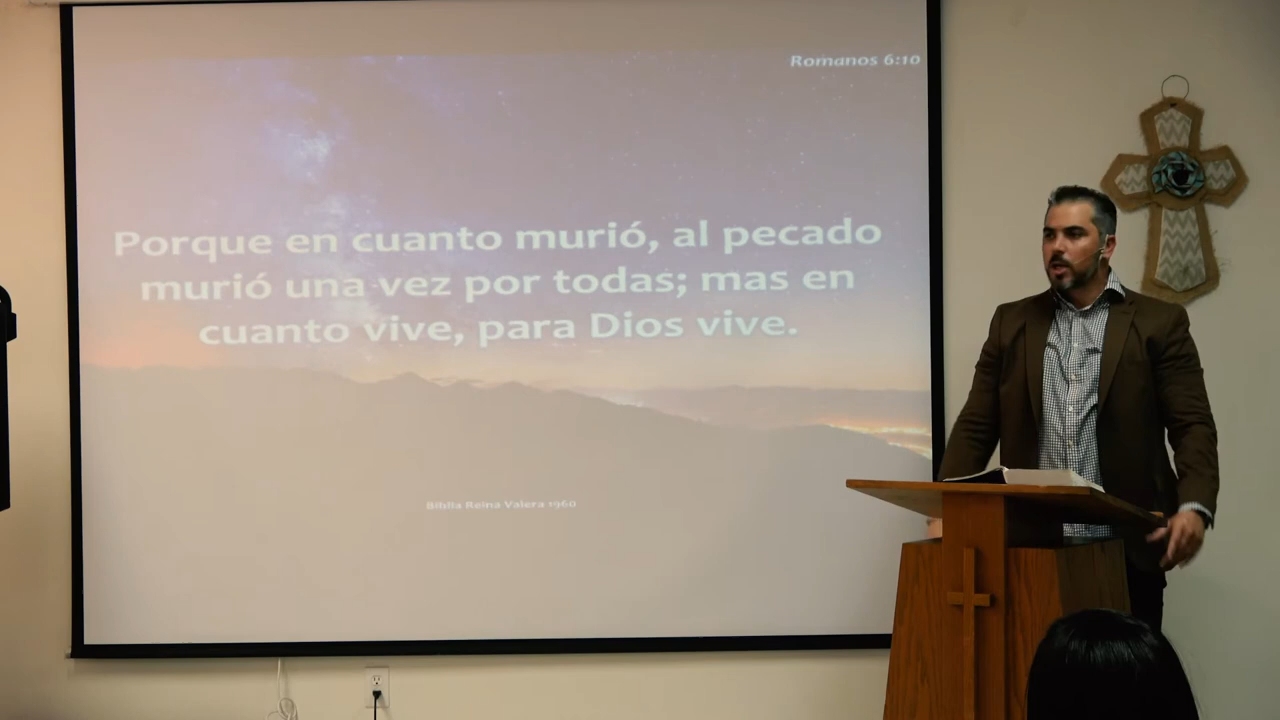 Romanos 6:10
Porque en cuanto murió, al pecado
murió una vez por todas; mas en
cuanto vive, para Dios vive.
Biblia Reina Valera 1960